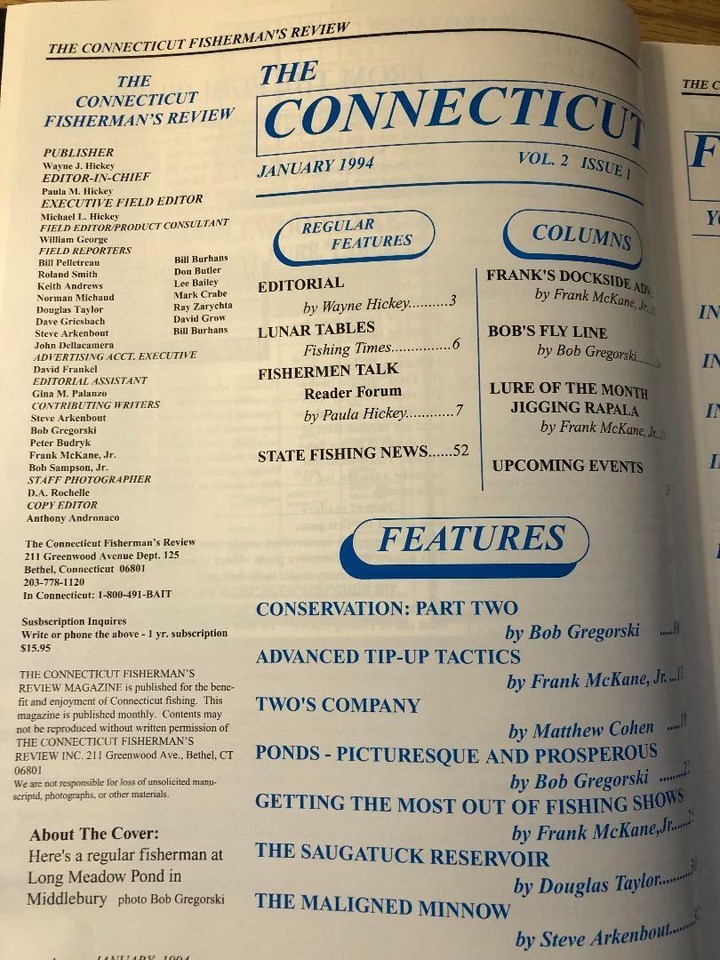 THE CONNECTICUT FISHERMAN'S REVIEW
THE
CONNECTICUT
FISHERMAN'S REVIEW
PUBLISHER
Wayne J. Hickey
EDITOR-IN-CHIEF
Paula M. Hickey
EXECUTIVE FIELD EDITOR
Michael L. Hickey
FIELD EDITOR/PRODUCT CONSULTANT
William George
FIELD REPORTERS
Bill Pelletreau
Roland Smith
Keith Andrews
Norman Michaud
Douglas Taylor
Dave Griesbach
Steve Arkenbout
John Dellacamera
Bill Burhans
Don Butler
Lee Bailey
Mark Crabe
Ray Zarychta
David Grow
Bill Burhans
ADVERTISING ACCT. EXECUTIVE
David Frankel
EDITORIAL ASSISTANT
Gina M. Palanzo
CONTRIBUTING WRITERS
Steve Arkenbout
Bob Gregorski
Peter Budryk
Frank McKane, Jr.
Bob Sampson, Jr.
STAFF PHOTOGRAPHER
D.A. Rochelle
COPY EDITOR
Anthony Andronaco
The Connecticut Fisherman's Review
211 Greenwood Avenue Dept. 125
Bethel, Connecticut 06801
203-778-1120
In Connecticut: 1-800-491-BAIT
Susbscription Inquires
Write or phone the above - 1 yr. subscription
$15.95
THE CONNECTICUT FISHERMAN'S
REVIEW MAGAZINE is published for the bene-
fit and enjoyment of Connecticut fishing. This
magazine is published monthly. Contents may
not be reproduced without written permission of
THE CONNECTICUT FISHERMAN'S
REVIEW INC. 211 Greenwood Ave., Bethel, CT
06801
We are not responsible for loss of unsolicited manu-
scriptd, photographs, or other materials.
About The Cover:
Here's a regular fisherman at
Long Meadow Pond in
Middlebury photo Bob Gregorski
JANUARY 1994
THE
CONNECTICUT
JANUARY 1994 VOL. 2 ISSUE 1
REGULAR
FEATURES
EDITORIAL
by Wayne Hickey..........3
LUNAR TABLES
Fishing Times..............6
FISHERMEN TALK
Reader Forum
by Paula Hickey...........7
STATE FISHING NEWS......52
COLUMNS
FRANK'S DOCKSIDE
by Frank McKane, Jr.
BOB'S FLY LINE
by Bob Gregorski
LURE OF THE MONTH
JIGGING RAPALA
by Frank McKane, Jr.
UPCOMING EVENTS
FEATURES
CONSERVATION: PART TWO
by Bob Gregorski
ADVANCED TIP-UP TACTICS
by Frank McKane, Jr.
TWO'S COMPANY
by Matthew Cohen
PONDS - PICTURESQUE AND PROSPEROUS
by Bob Gregorski
GETTING THE MOST OUT OF FISHING SHOWS
by Frank McKane,Jr.
THE SAUGATUCK RESERVOIR
by Douglas Taylor
THE MALIGNED MINNOW
by Steve Arkenbout
THE C
F